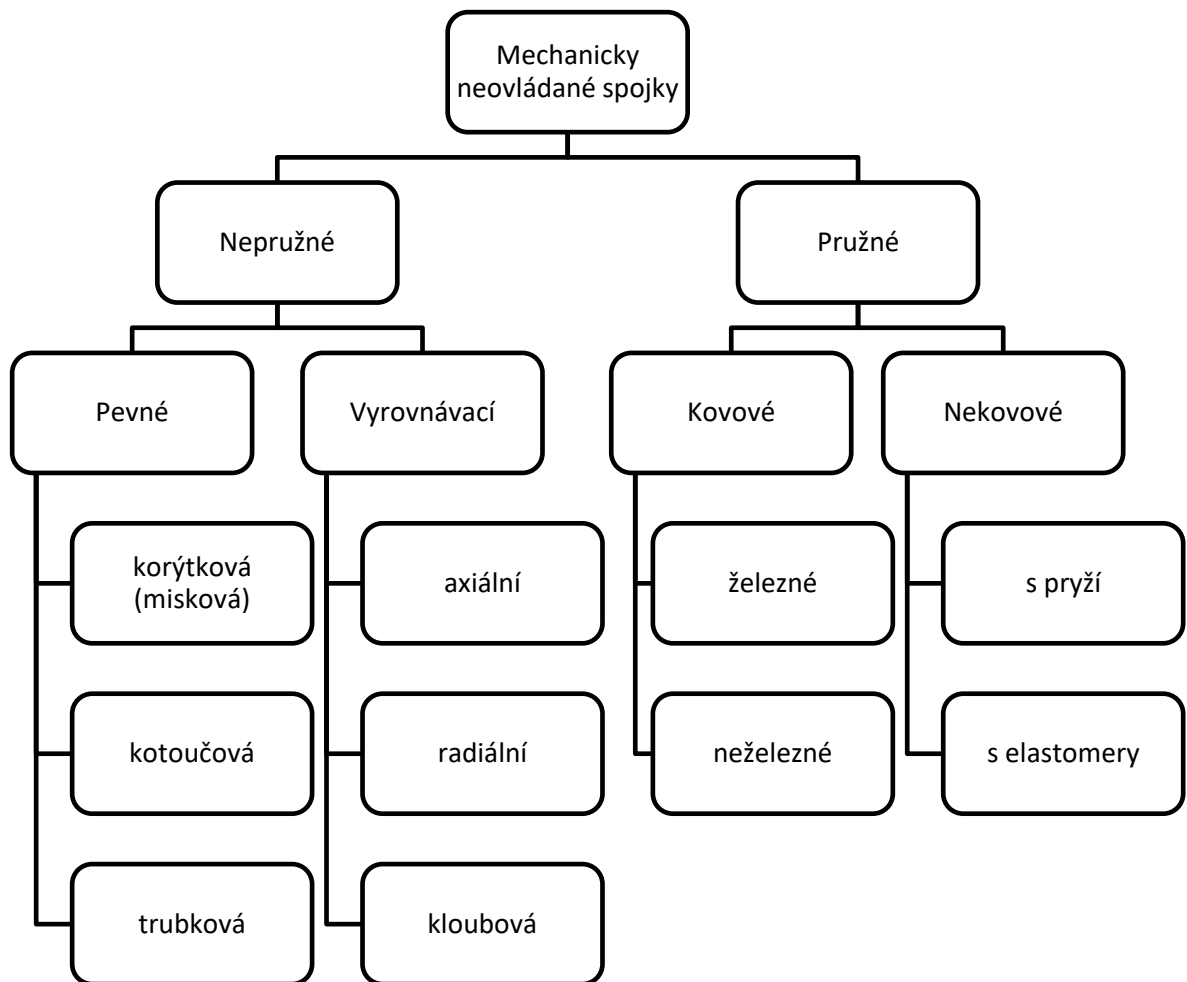 Mechanicky
neovládané spojky
Nepružné
Pružné
Pevné
Vyrovnávací
Kovové
Nekovové
korýtková
(misková)
axiální
železné
s pryží
kotoučová
radiální
neželezné
s elastomery
trubková
kloubová